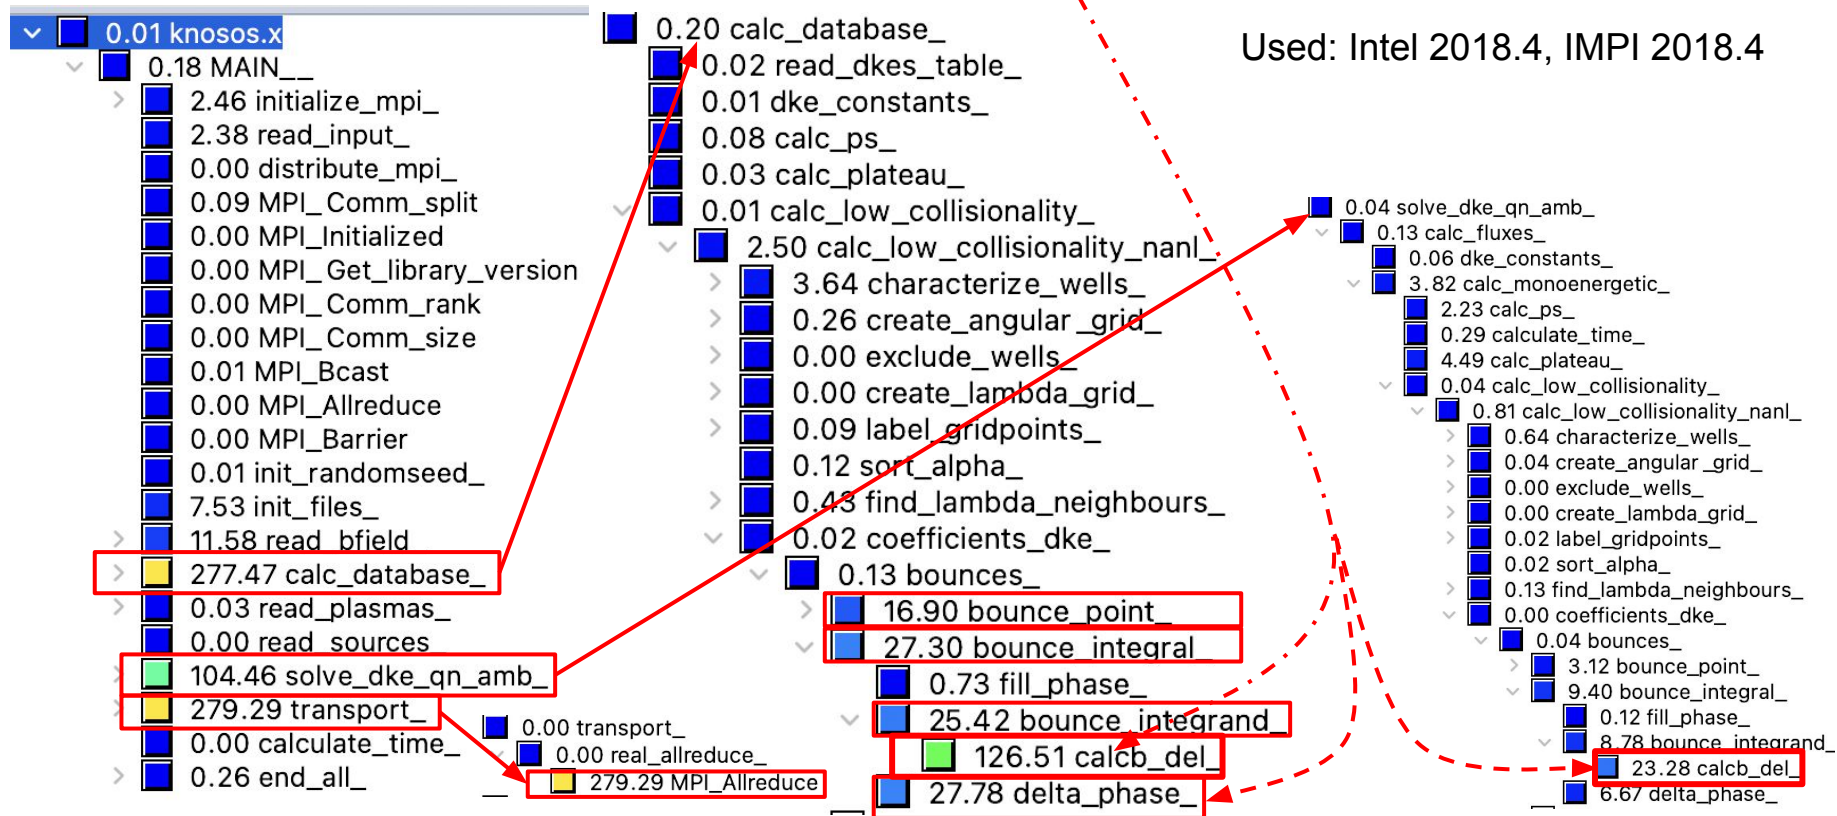 0.01 knosos.x
0.18 MAIN__
2.46 initialize_mpi_
2.38 read_input_
0.00 distribute_mpi_
0.09 MPI_Comm_split
0.00 MPI_Initialized
0.00 MPI_Get_library_version
0.00 MPI_Comm_rank
0.00 MPI_Comm_size
0.01 MPI_Bcast
0.00 MPI_Allreduce
0.00 MPI_Barrier
0.01 init_randomseed_
7.53 init_files_
11.58 read_bfield
277.47 calc_database_
0.03 read_plasmas_
0.00 read_sources
104.46 solve_dke_qn_amb_
279.29 transport_
0.00 calculate_time_
0.26 end_all_
0.00 transport_
0.00 real_allreduce_
279.29 MPI_Allreduce
0.20 calc_database_
0.02 read_dkes_table_
0.01 dke_constants_
0.08 calc_ps_
0.03 calc_plateau_
0.01 calc_low_collisionality_
2.50 calc_low_collisionality_nanl_
3.64 characterize_wells_
0.26 create_angular_grid_
0.00 exclude_wells_
0.00 create_lambda_grid_
0.09 label_gridpoints_
0.12 sort_alpha_
0.43 find_lambda_neighbours_
0.02 coefficients_dke_
0.13 bounces_
16.90 bounce_point_
27.30 bounce_integral_
0.73 fill_phase_
25.42 bounce_integrand_
126.51 calcb_del_
27.78 delta_phase_
Used: Intel 2018.4, IMPI 2018.4
0.04 solve_dke_qn_amb_
0.13 calc_fluxes_
0.06 dke_constants_
3.82 calc_monoenergetic_
2.23 calc_ps_
0.29 calculate_time_
4.49 calc_plateau_
0.04 calc_low_collisionality_
0.81 calc_low_collisionality_nanl_
0.64 characterize_wells_
0.04 create_angular_grid_
0.00 exclude_wells_
0.00 create_lambda_grid_
0.02 label_gridpoints_
0.02 sort_alpha_
0.13 find_lambda_neighbours_
0.00 coefficients_dke_
0.04 bounces_
3.12 bounce_point_
9.40 bounce_integral_
0.12 fill_phase_
8.78 bounce_integrand_
23.28 calcb_del_
6.67 delta_phase_